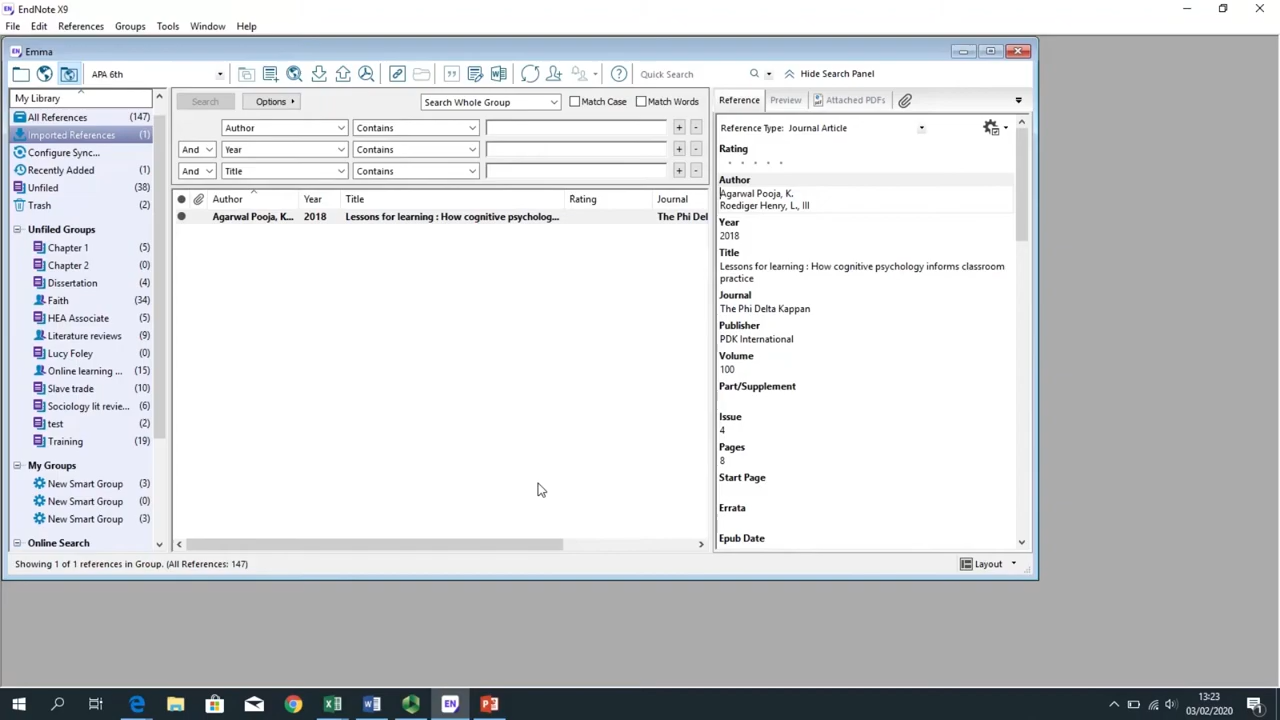 EndNote X9
File Edit References Groups Tools Window Help
EN Emma
APA 6th
Quick Search
Hide Search Panel
My Library
All References (147)
Imported References (1)
Configure Sync...
Recently Added (1)
Unfiled (38)
Trash
Unfiled Groups
Chapter 1 (5)
Chapter 2 (0)
Dissertation (4)
Faith (34)
HEA Associate (5)
Literature reviews (9)
Lucy Foley (0)
Online learning ... (15)
Slave trade (10)
Sociology lit revie... (6)
test (2)
Training (19)
My Groups
New Smart Group (3)
New Smart Group (0)
New Smart Group (3)
Online Search
Search Options Search Whole Group Match Case Match Words
Author Contains + -
And Year Contains + -
And Title Contains + -
Author Year Title Rating Journal
Agarwal Pooja, K... 2018 Lessons for learning : How cognitive psycholog... The Phi Del
Reference Preview Attached PDFs
Reference Type: Journal Article
Rating
Author
Agarwal Pooja, K.
Roediger Henry, L., III
Year
2018
Title
Lessons for learning : How cognitive psychology informs classroom
practice
Journal
The Phi Delta Kappan
Publisher
PDK International
Volume
100
Part/Supplement
Issue
4
Pages
8
Start Page
Errata
Epub Date
Showing 1 of 1 references in Group. (All References: 147)
Layout
EN
13:23
03/02/2020
1